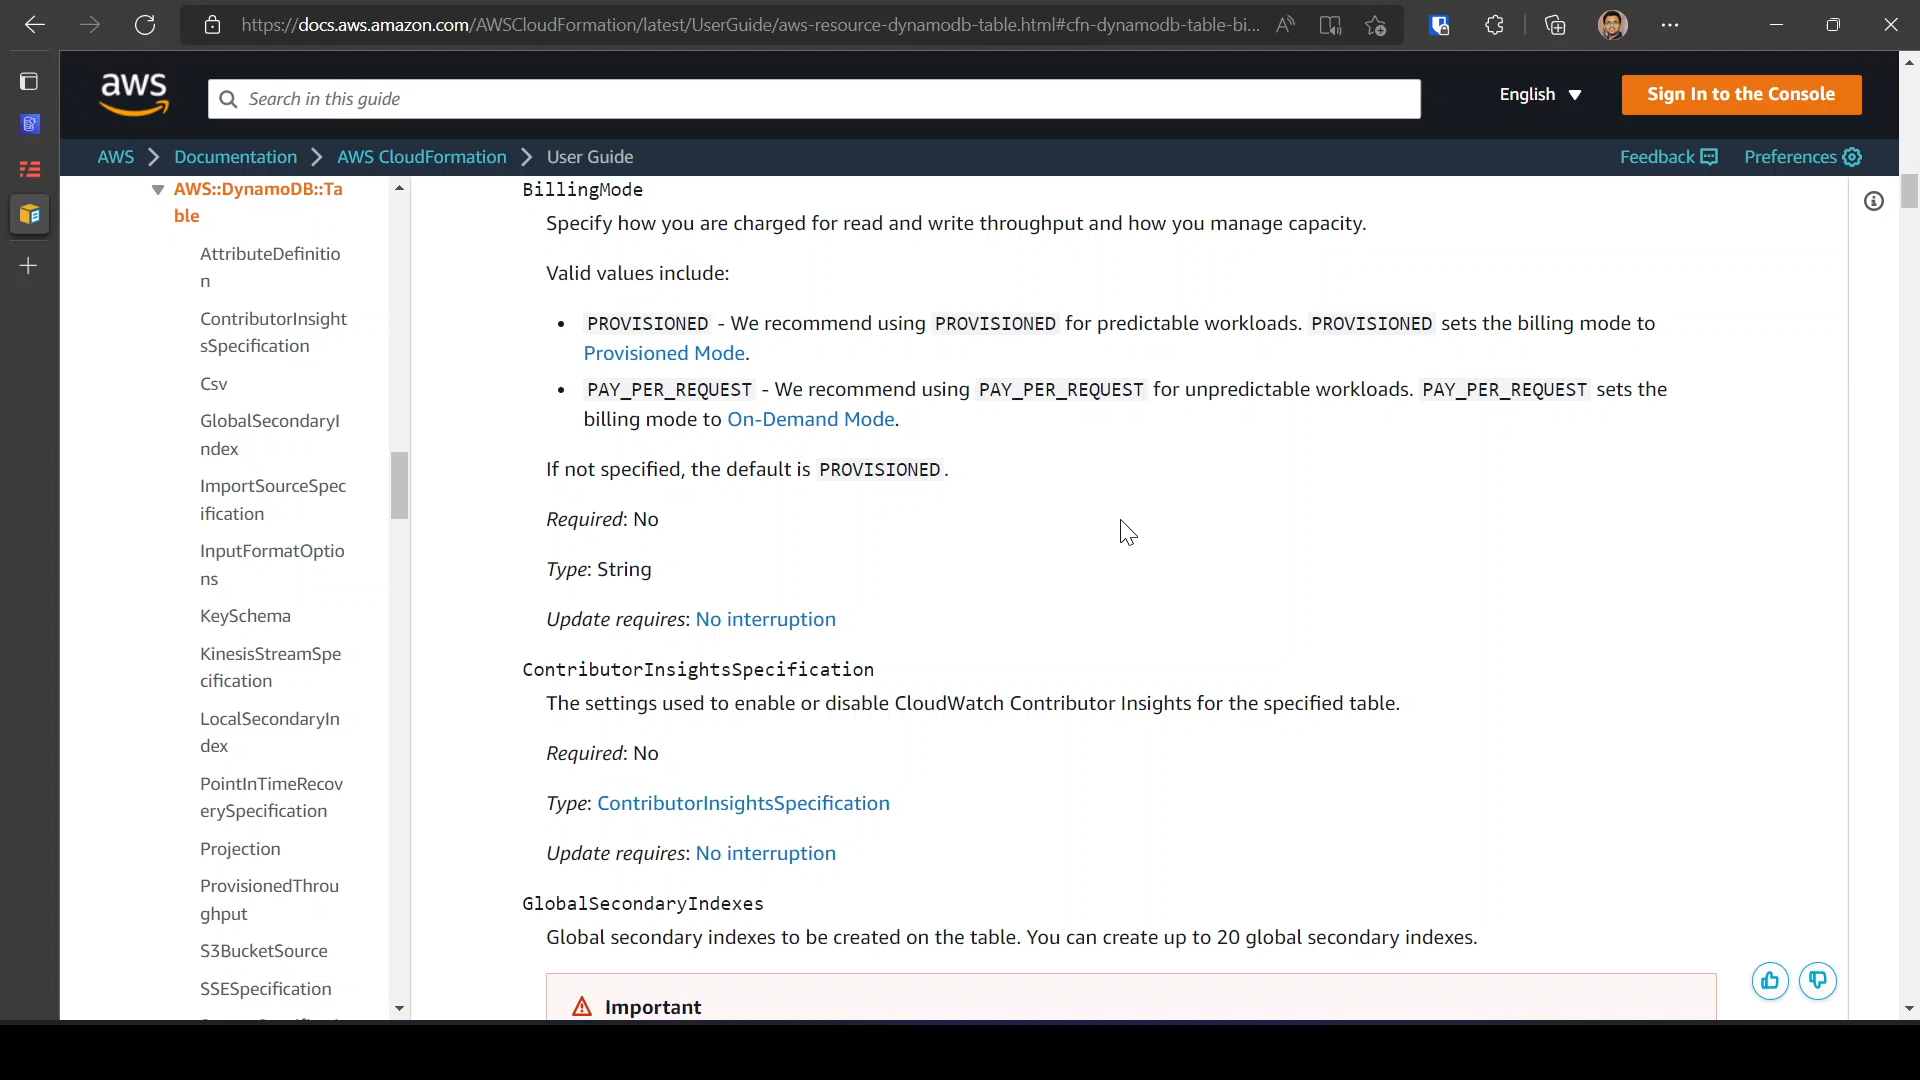 https://docs.aws.amazon.com/AWSCloudFormation/latest/UserGuide/aws-resource-dynamodb-table.html#cfn-dynamodb-table-bi...
aws
Search in this guide
English
Sign In to the Console
AWS
Documentation
AWS CloudFormation
User Guide
Feedback
Preferences
AWS::DynamoDB::Ta
ble
AttributeDefinitio
n
ContributorInsight
sSpecification
Csv
GlobalSecondaryI
ndex
ImportSourceSpec
ification
InputFormatOptio
ns
KeySchema
KinesisStreamSpe
cification
LocalSecondaryIn
dex
PointInTimeRecov
erySpecification
Projection
ProvisionedThrou
ghput
S3BucketSource
SSESpecification
BillingMode
Specify how you are charged for read and write throughput and how you manage capacity.
Valid values include:
• PROVISIONED - We recommend using PROVISIONED for predictable workloads. PROVISIONED sets the billing mode to
Provisioned Mode.
• PAY_PER_REQUEST - We recommend using PAY_PER_REQUEST for unpredictable workloads. PAY_PER_REQUEST sets the
billing mode to On-Demand Mode.
If not specified, the default is PROVISIONED.
Required: No
Type: String
Update requires: No interruption
ContributorInsightsSpecification
The settings used to enable or disable CloudWatch Contributor Insights for the specified table.
Required: No
Type: ContributorInsightsSpecification
Update requires: No interruption
GlobalSecondaryIndexes
Global secondary indexes to be created on the table. You can create up to 20 global secondary indexes.
Important